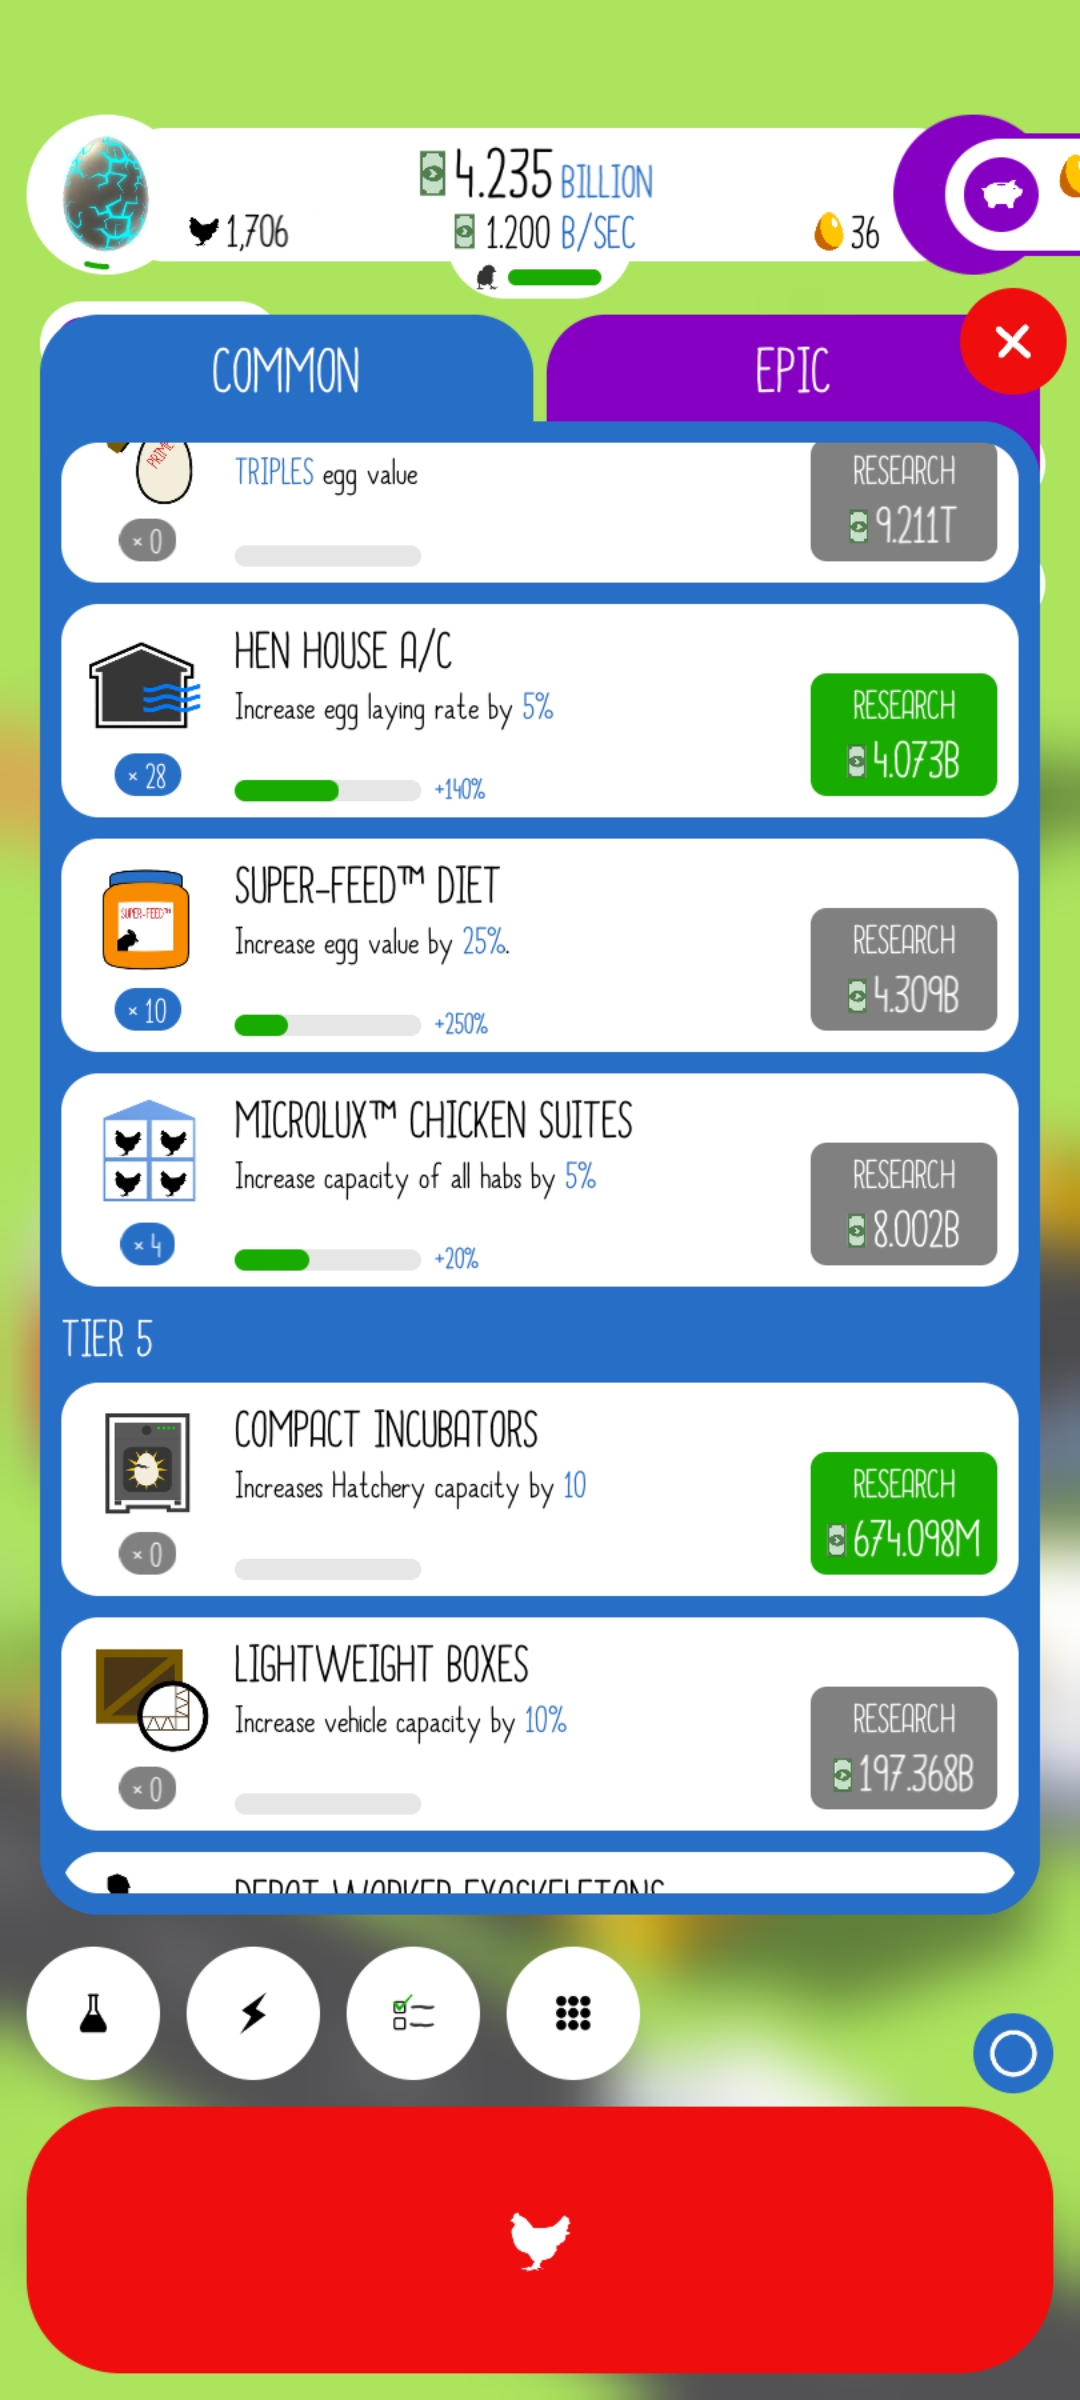 4.235 BILLION
1,706
1.200 B/SEC
36
COMMON
EPIC
PRIME
TRIPLES egg value
× 0
RESEARCH
9.211T
HEN HOUSE A/C
Increase egg laying rate by 5%
× 28
+140%
RESEARCH
4.073B
SUPER-FEED™ DIET
SUPER-FEED™
Increase egg value by 25%.
× 10
+250%
RESEARCH
4.309B
MICROLUX™ CHICKEN SUITES
Increase capacity of all habs by 5%
× 4
+20%
RESEARCH
8.002B
TIER 5
COMPACT INCUBATORS
Increases Hatchery capacity by 10
× 0
RESEARCH
674.098M
LIGHTWEIGHT BOXES
Increase vehicle capacity by 10%
× 0
RESEARCH
197.368B
DEPOT WORKER EXOSKELETONS